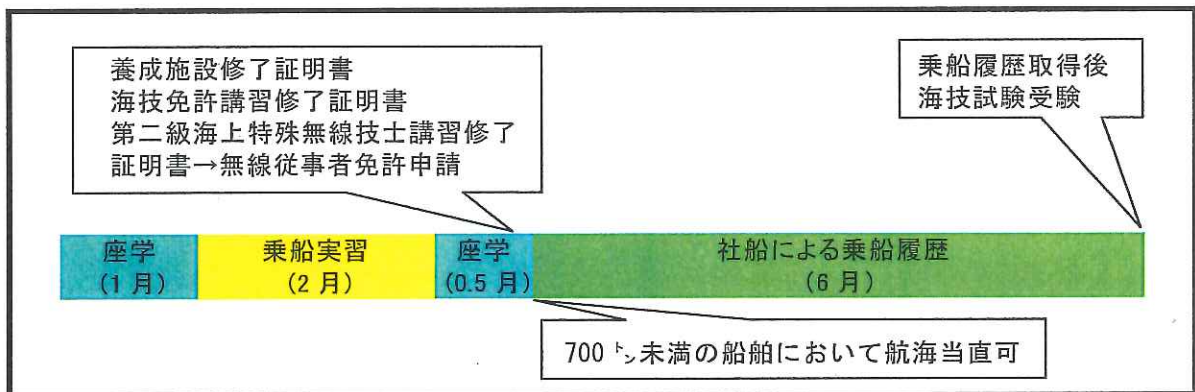 養成施設修了証明書
海技免許講習修了証明書
第二級海上特殊無線技士講習修了
証明書→無線従事者免許申請
乗船履歴取得後
海技試験受験
座学
(1 月)
乗船実習
(2 月)
座学
(0.5 月)
社船による乗船履歴
(6 月)
700 ㌧未満の船舶において航海当直可